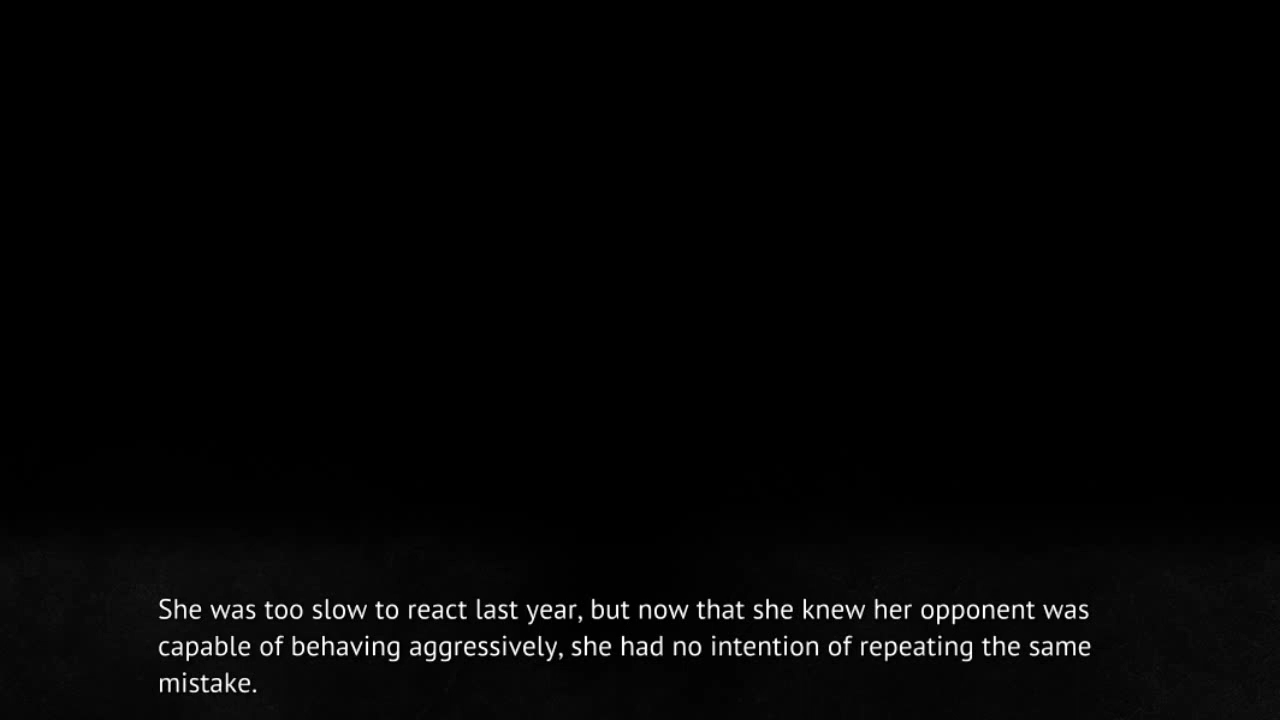 She was too slow to react last year, but now that she knew her opponent was
capable of behaving aggressively, she had no intention of repeating the same
mistake.